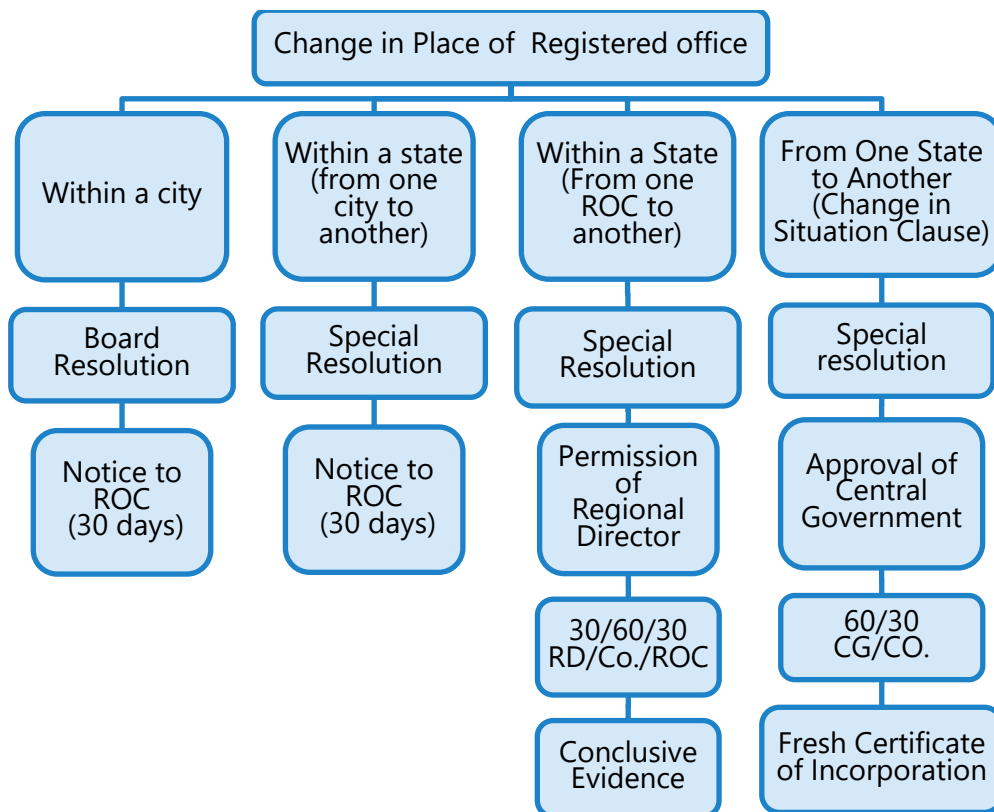 Change in Place of Registered office
Within a city
Within a state
(from one
city to
another)
Within a State
(From one
ROC to
another)
From One State
to Another
(Change in
Situation Clause)
Board
Resolution
Special
Resolution
Special
Resolution
Special
resolution
Notice to
ROC
(30 days)
Notice to
ROC
(30 days)
Permission
of
Regional
Director
Approval of
Central
Government
30/60/30
RD/Co./ROC
60/30
CG/CO.
Conclusive
Evidence
Fresh Certificate
of Incorporation